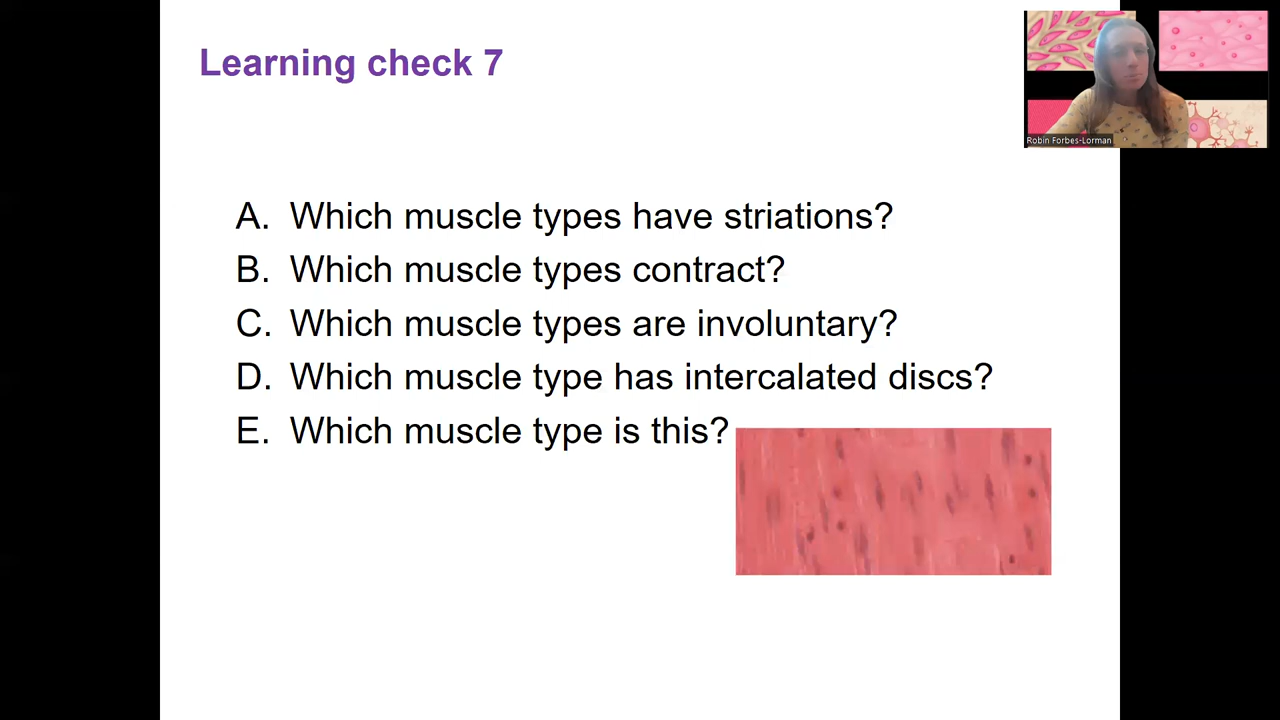 Learning check 7
Robin Forbes-Lorman
A. Which muscle types have striations?
B. Which muscle types contract?
C. Which muscle types are involuntary?
D. Which muscle type has intercalated discs?
E. Which muscle type is this?